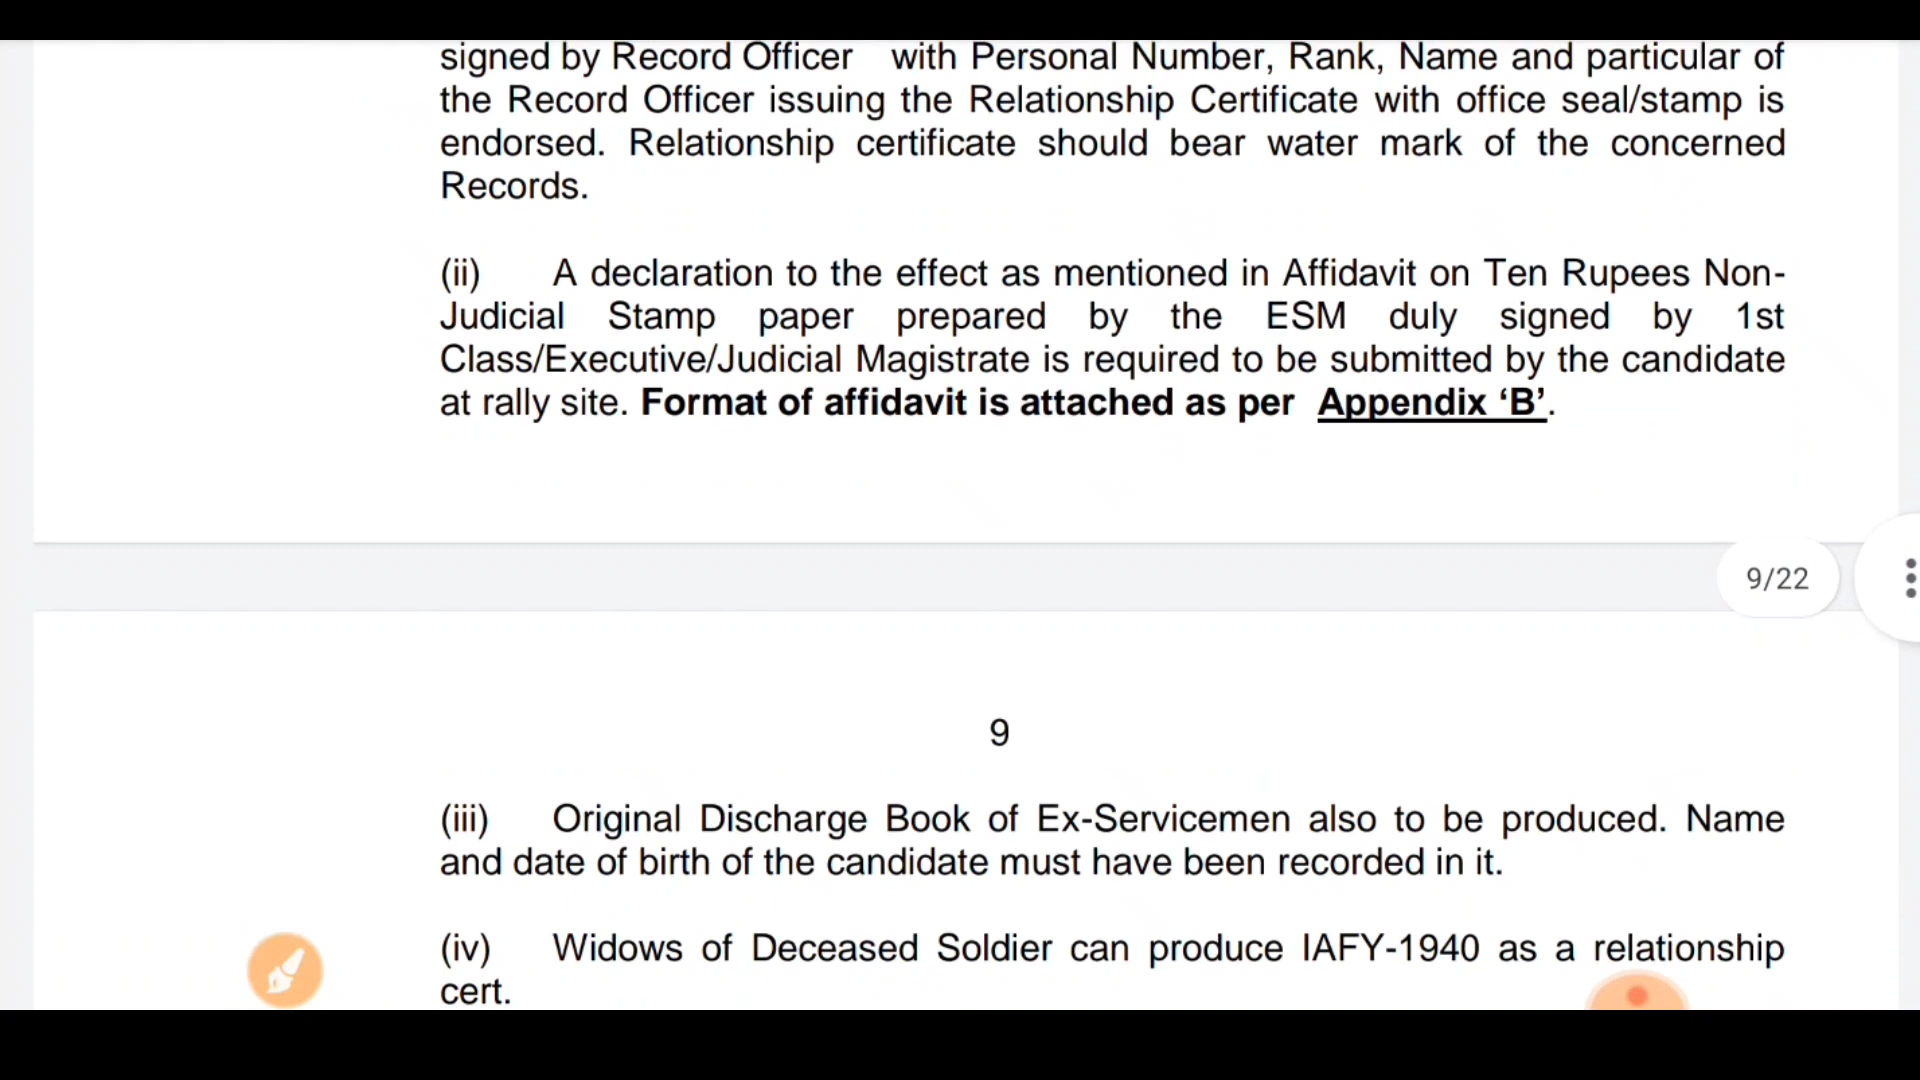 signed by Record Officer with Personal Number, Rank, Name and particular of
the Record Officer issuing the Relationship Certificate with office seal/stamp is
endorsed. Relationship certificate should bear water mark of the concerned
Records.
(ii) A declaration to the effect as mentioned in Affidavit on Ten Rupees Non-
Judicial Stamp paper prepared by the ESM duly signed by 1st
Class/Executive/Judicial Magistrate is required to be submitted by the candidate
at rally site. Format of affidavit is attached as per Appendix ‘B’.
9/22
9
(iii) Original Discharge Book of Ex-Servicemen also to be produced. Name
and date of birth of the candidate must have been recorded in it.
(iv) Widows of Deceased Soldier can produce IAFY-1940 as a relationship
cert.